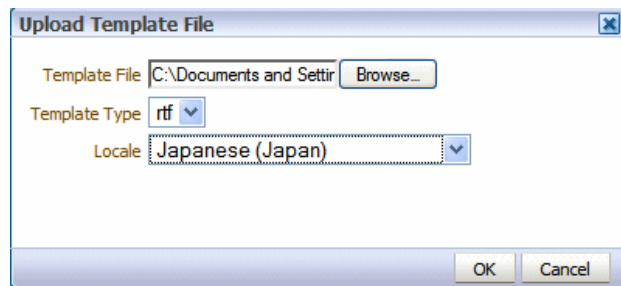 Upload Template File
Template File C:\Documents and Settir Browse...
Template Type rtf
Locale Japanese (Japan)
OK Cancel